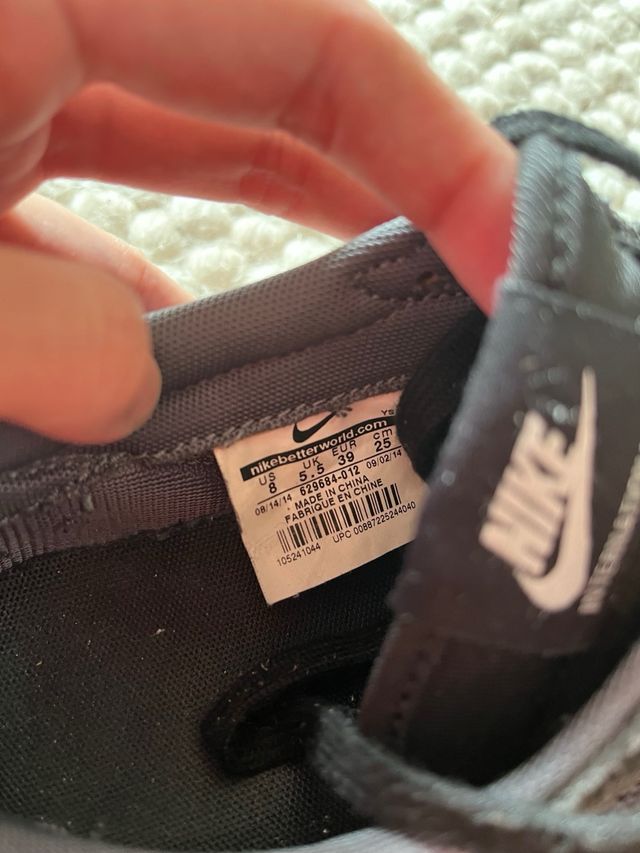 YS
nikebetterworld.com
US UK EUR cm
8 5.5 39 25
08/14/14 629684-012 09/02/14
MADE IN CHINA
FABRIQUE EN CHINE
105241044 UPC 00887225244040
NIKE